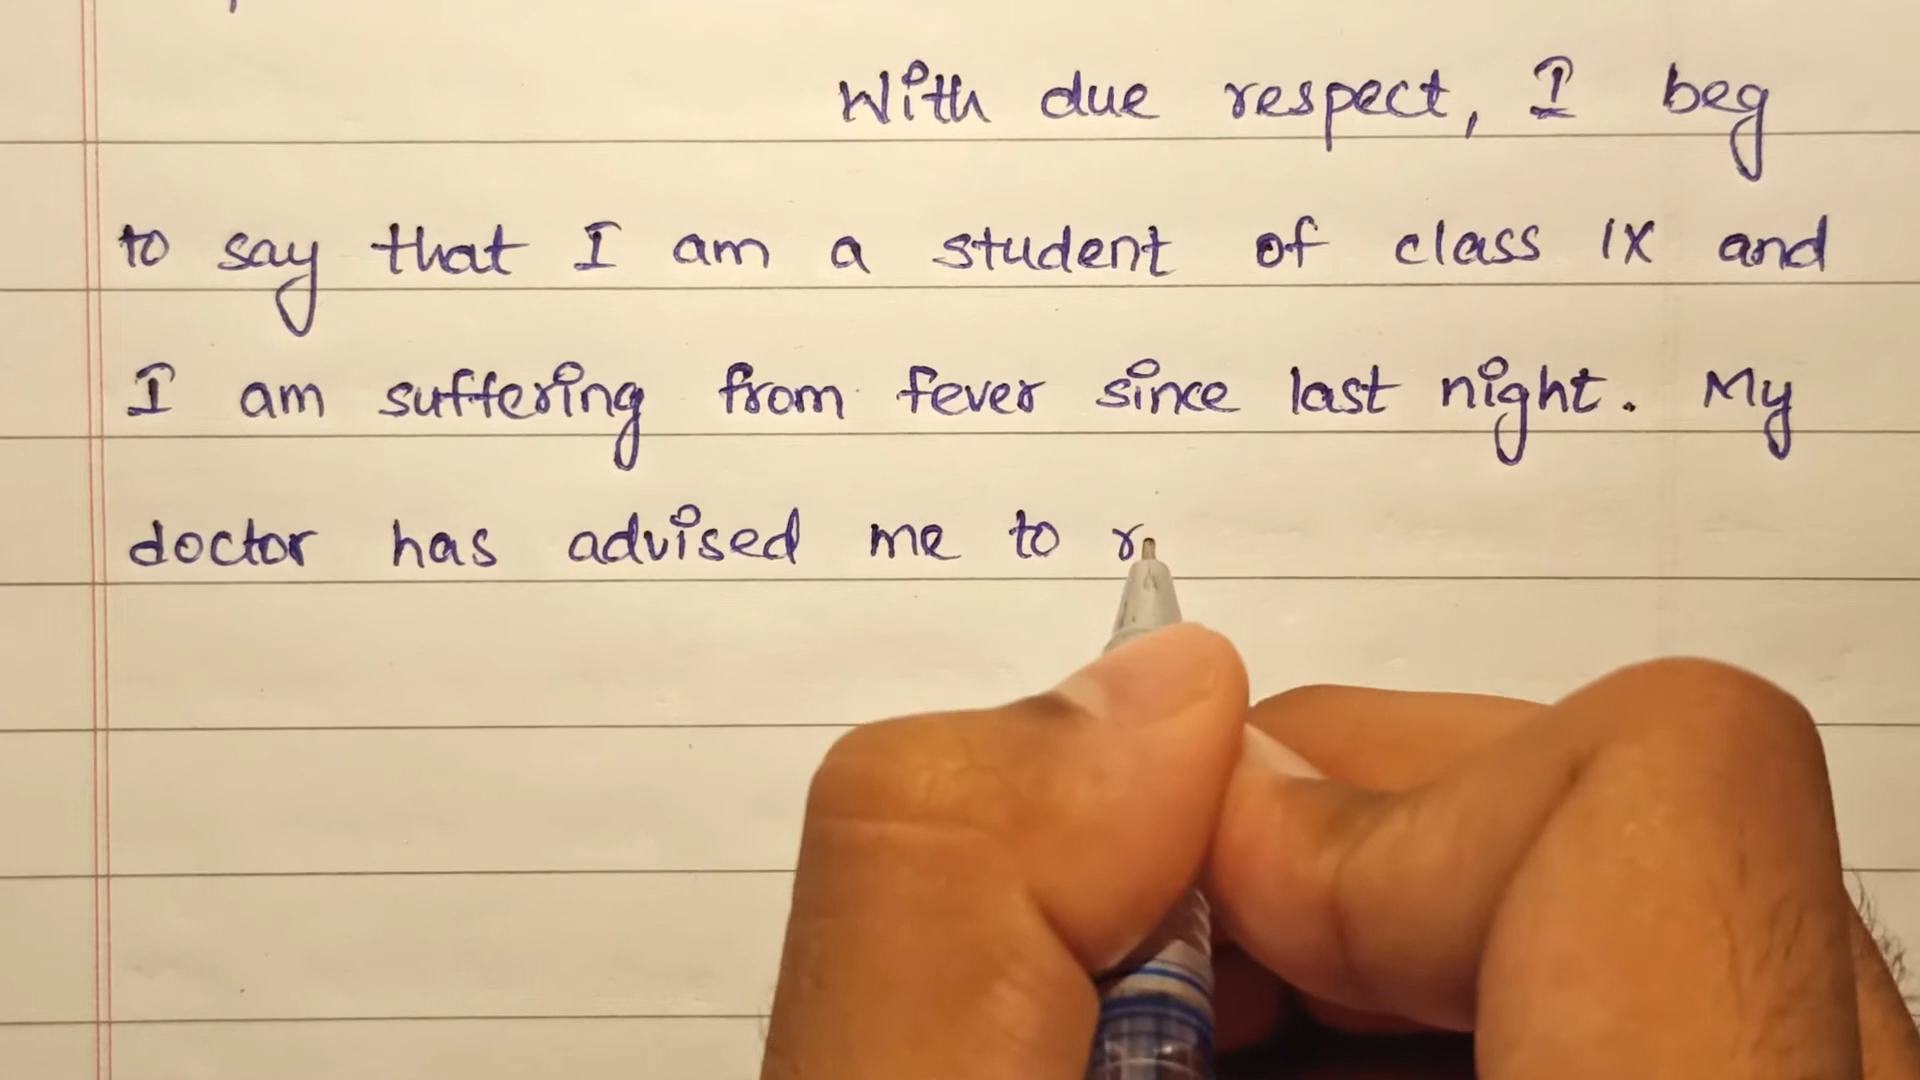 With due respect, I beg
to say that I am a student of class IX and
I am suffering from fever since last night. My
doctor has advised me to r